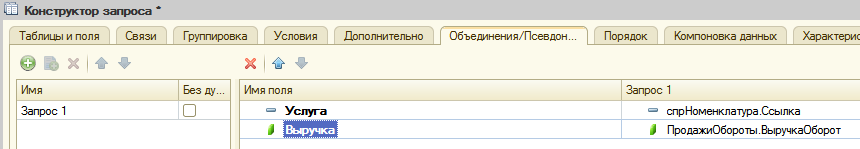 Конструктор запроса *
Таблицы и поля Связи Группировка Условия Дополнительно Объединения/Псевдон... Порядок Компоновка данных Характерис
Имя Без ду... Имя поля Запрос 1
Запрос 1 Услуга спрНоменклатура.Ссылка
Выручка ПродажиОбороты.ВыручкаОборот